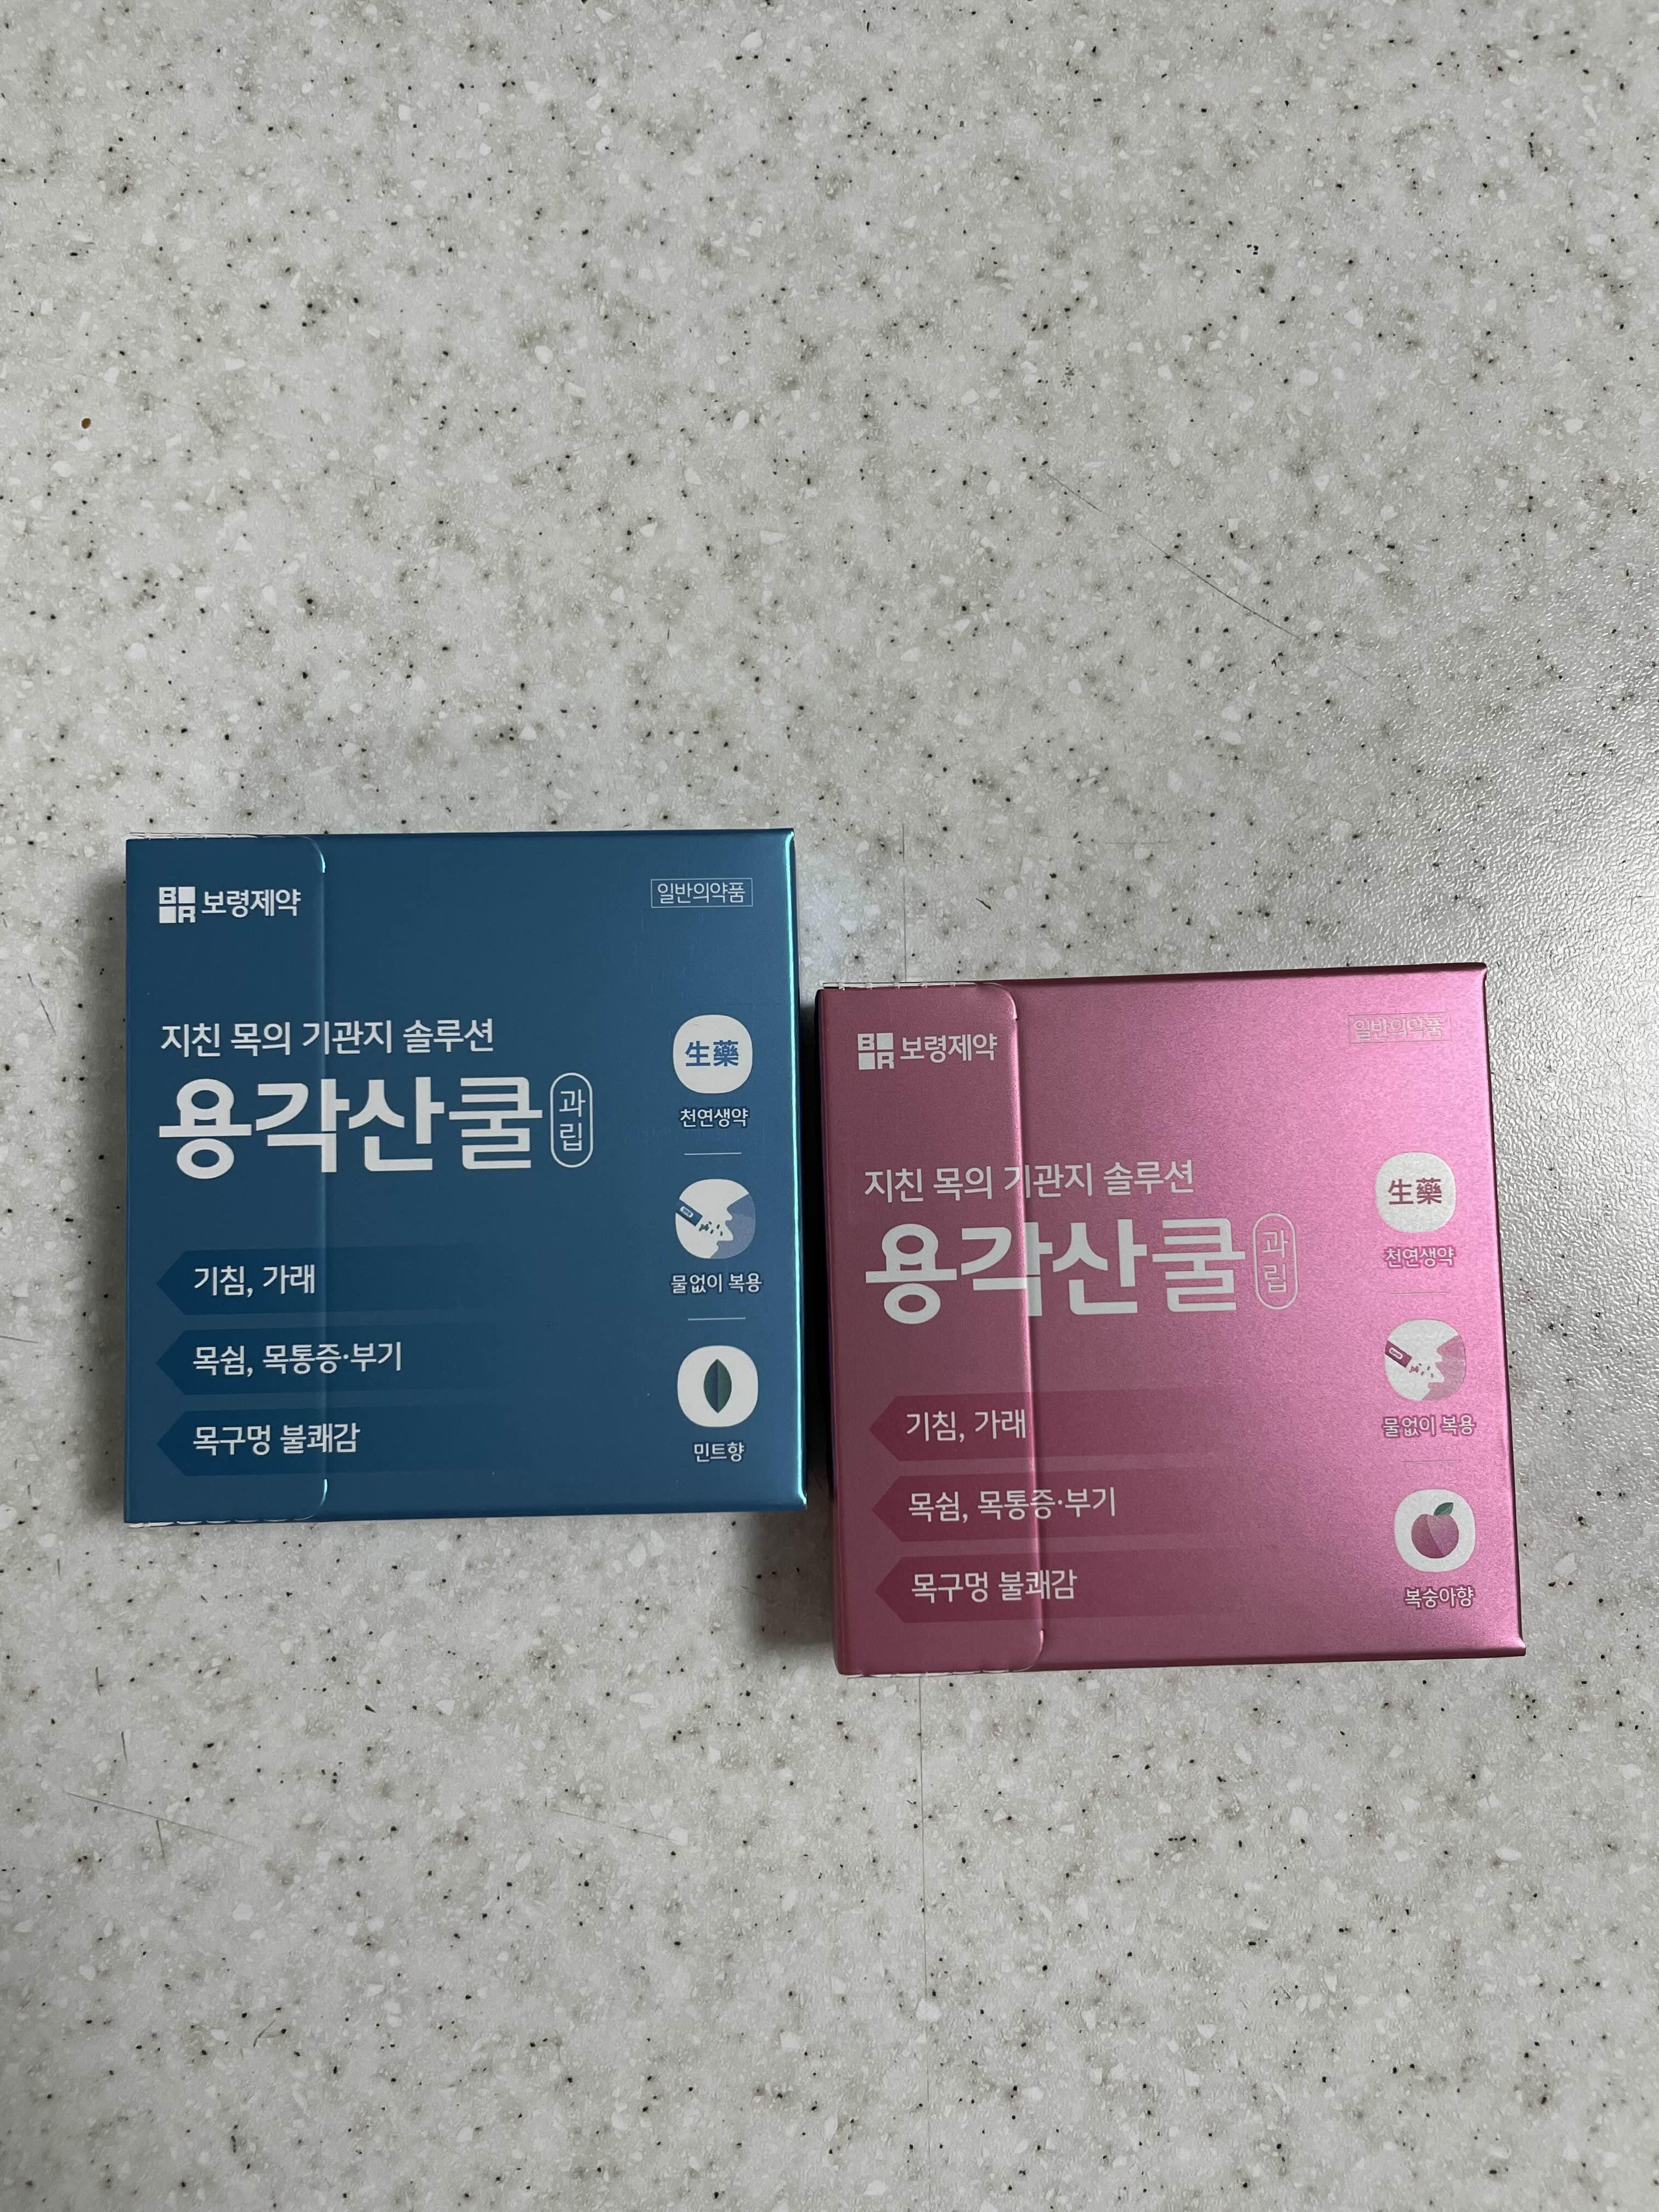 BR 보령제약
일반의약품
지친 목의 기관지 솔루션
용각산쿨 과립
기침, 가래
목쉼, 목통증·부기
목구멍 불쾌감
生藥
천연생약
물없이 복용
민트향
BR 보령제약
일반의약품
지친 목의 기관지 솔루션
용각산쿨 과립
기침, 가래
목쉼, 목통증·부기
목구멍 불쾌감
生藥
천연생약
물없이 복용
복숭아향